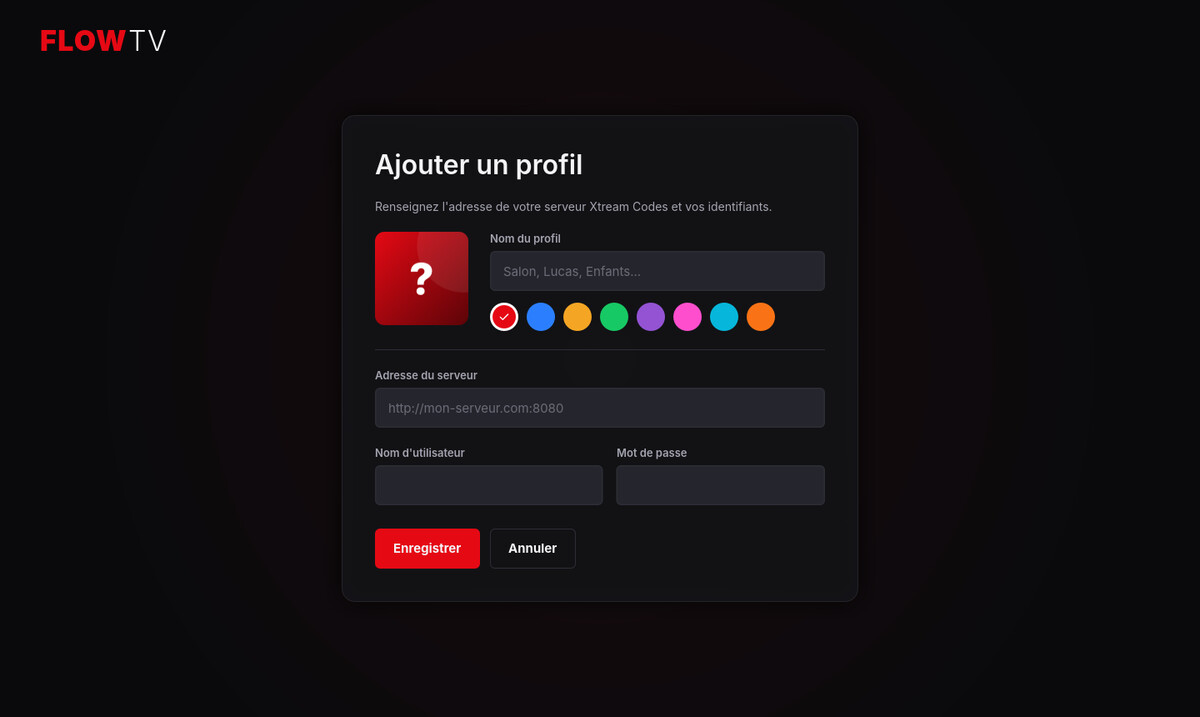 FLOWTV
Ajouter un profil
Renseignez l'adresse de votre serveur Xtream Codes et vos identifiants.
?
Nom du profil
Salon, Lucas, Enfants...
Adresse du serveur
http://mon-serveur.com:8080
Nom d'utilisateur
Mot de passe
Enregistrer
Annuler